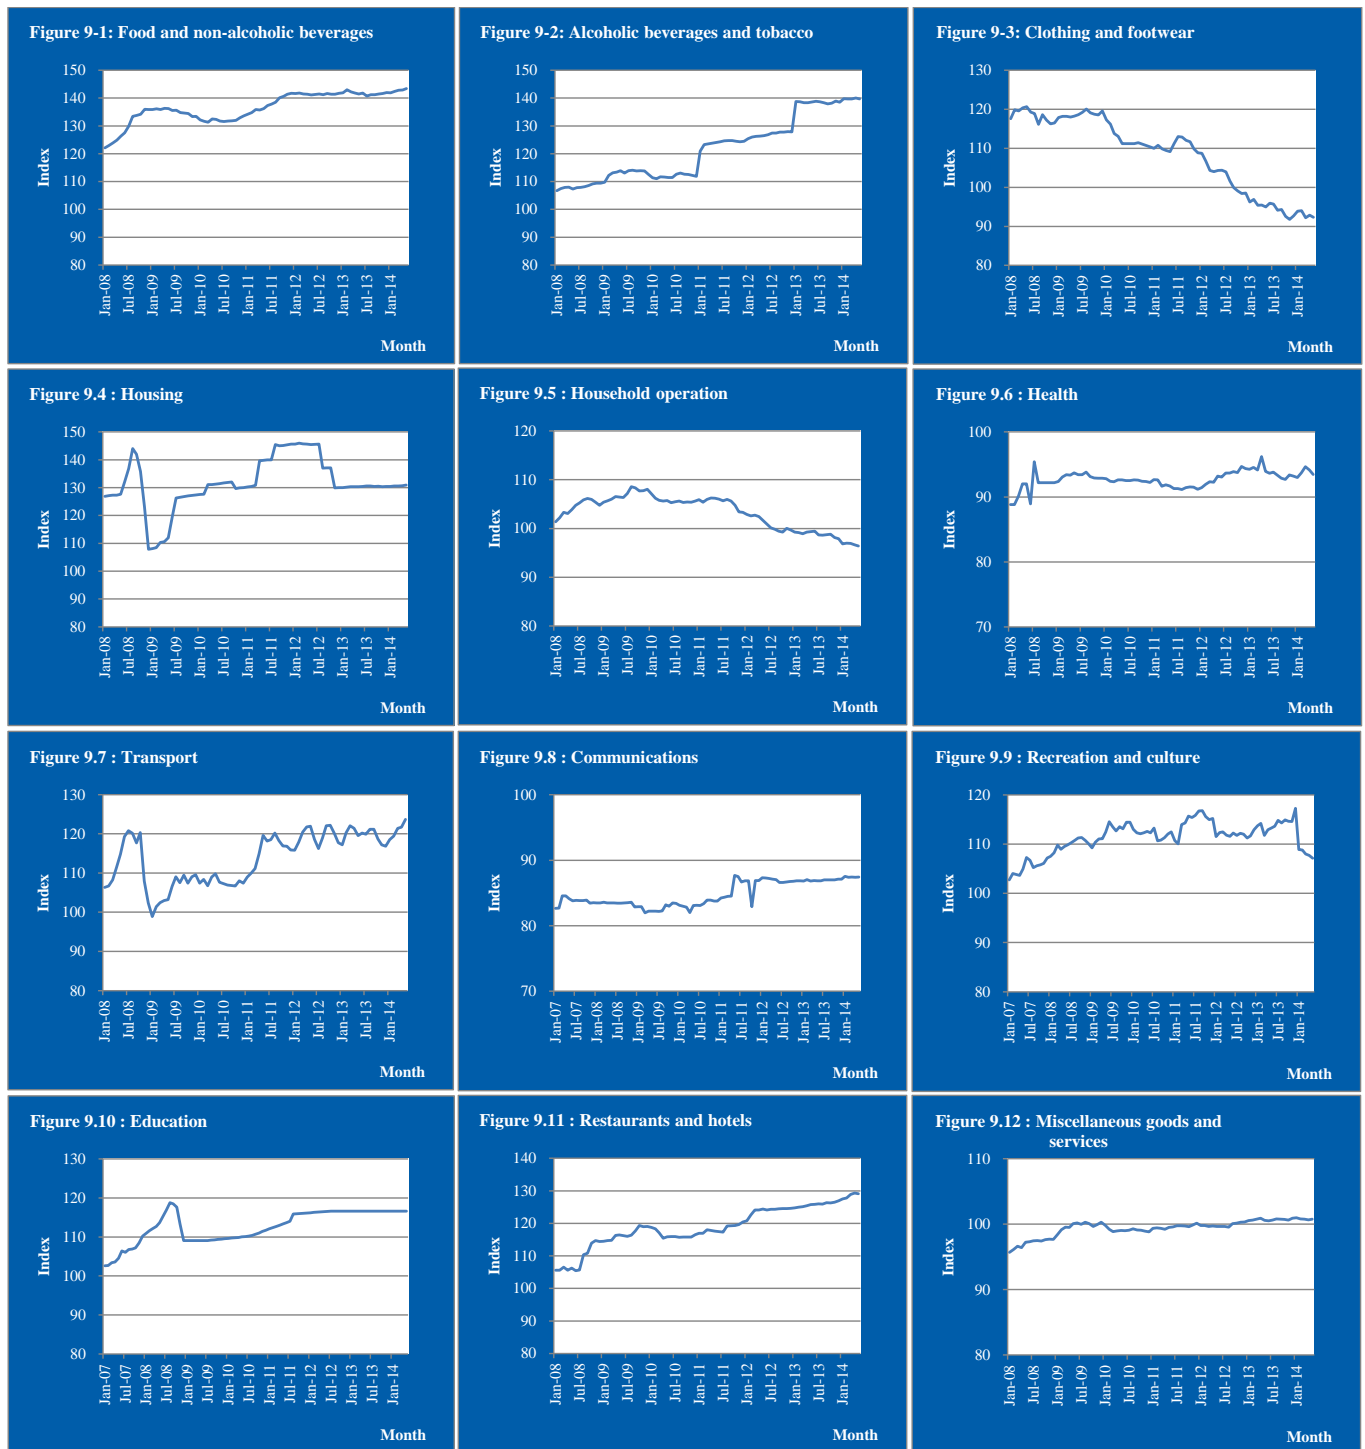 Figure 9-1: Food and non-alcoholic beverages
150
140
130
120
110
100
90
80
Index
Jan-08
Jul-08
Jan-09
Jul-09
Jan-10
Jul-10
Jan-11
Jul-11
Jan-12
Jul-12
Jan-13
Jul-13
Jan-14
Month
Figure 9-2: Alcoholic beverages and tobacco
150
140
130
120
110
100
90
80
Index
Jan-08
Jul-08
Jan-09
Jul-09
Jan-10
Jul-10
Jan-11
Jul-11
Jan-12
Jul-12
Jan-13
Jul-13
Jan-14
Month
Figure 9-3: Clothing and footwear
130
120
110
100
90
80
Index
Jan-08
Jul-08
Jan-09
Jul-09
Jan-10
Jul-10
Jan-11
Jul-11
Jan-12
Jul-12
Jan-13
Jul-13
Jan-14
Month
Figure 9.4 : Housing
150
140
130
120
110
100
90
80
Index
Jan-08
Jul-08
Jan-09
Jul-09
Jan-10
Jul-10
Jan-11
Jul-11
Jan-12
Jul-12
Jan-13
Jul-13
Jan-14
Month
Figure 9.5 : Household operation
120
110
100
90
80
Index
Jan-08
Jul-08
Jan-09
Jul-09
Jan-10
Jul-10
Jan-11
Jul-11
Jan-12
Jul-12
Jan-13
Jul-13
Jan-14
Month
Figure 9.6 : Health
100
90
80
70
Index
Jan-08
Jul-08
Jan-09
Jul-09
Jan-10
Jul-10
Jan-11
Jul-11
Jan-12
Jul-12
Jan-13
Jul-13
Jan-14
Month
Figure 9.7 : Transport
130
120
110
100
90
80
Index
Jan-08
Jul-08
Jan-09
Jul-09
Jan-10
Jul-10
Jan-11
Jul-11
Jan-12
Jul-12
Jan-13
Jul-13
Jan-14
Month
Figure 9.8 : Communications
100
90
80
70
Index
Jan-07
Jul-07
Jan-08
Jul-08
Jan-09
Jul-09
Jan-10
Jul-10
Jan-11
Jul-11
Jan-12
Jul-12
Jan-13
Jul-13
Jan-14
Month
Figure 9.9 : Recreation and culture
120
110
100
90
80
Index
Jan-07
Jul-07
Jan-08
Jul-08
Jan-09
Jul-09
Jan-10
Jul-10
Jan-11
Jul-11
Jan-12
Jul-12
Jan-13
Jul-13
Jan-14
Month
Figure 9.10 : Education
130
120
110
100
90
80
Index
Jan-07
Jul-07
Jan-08
Jul-08
Jan-09
Jul-09
Jan-10
Jul-10
Jan-11
Jul-11
Jan-12
Jul-12
Jan-13
Jul-13
Jan-14
Month
Figure 9.11 : Restaurants and hotels
140
130
120
110
100
90
80
Index
Jan-08
Jul-08
Jan-09
Jul-09
Jan-10
Jul-10
Jan-11
Jul-11
Jan-12
Jul-12
Jan-13
Jul-13
Jan-14
Month
Figure 9.12 : Miscellaneous goods and
services
110
100
90
80
Index
Jan-08
Jul-08
Jan-09
Jul-09
Jan-10
Jul-10
Jan-11
Jul-11
Jan-12
Jul-12
Jan-13
Jul-13
Jan-14
Month